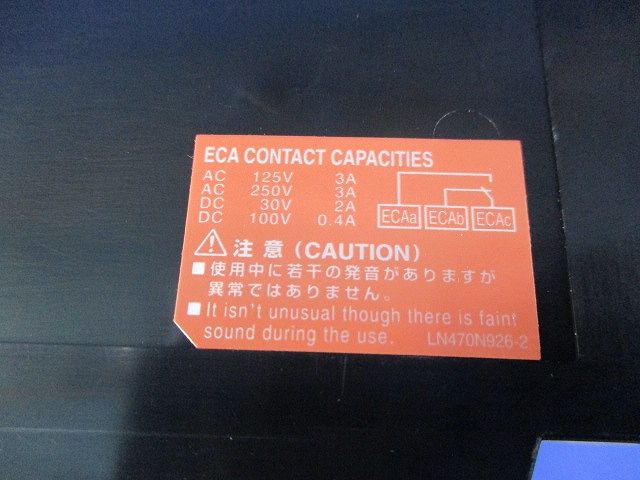 ECA CONTACT CAPACITIES
AC 125V 3A
AC 250V 3A
DC 30V 2A
DC 100V 0.4A
ECAa ECAb ECAc
注意 (CAUTION)
■使用中に若干の発音がありますが
異常ではありません。
■It isn't unusual though there is faint
sound during the use.
LN470N926-2